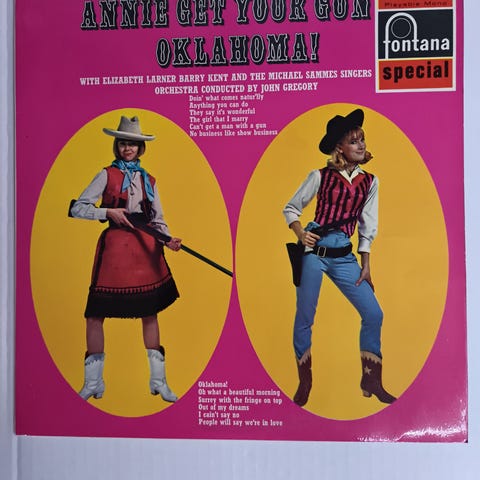 ANNIE GET YOUR GUN
OKLAHOMA!
Playable Mono
fontana
special
WITH ELIZABETH LARNER BARRY KENT AND THE MICHAEL SAMMES SINGERS
ORCHESTRA CONDUCTED BY JOHN GREGORY
Doin' what comes natur'lly
Anything you can do
They say it's wonderful
The girl that I marry
Can't get a man with a gun
No business like show business
Oklahoma!
Oh what a beautiful morning
Surrey with the fringe on top
Out of my dreams
I cain't say no
People will say we're in love